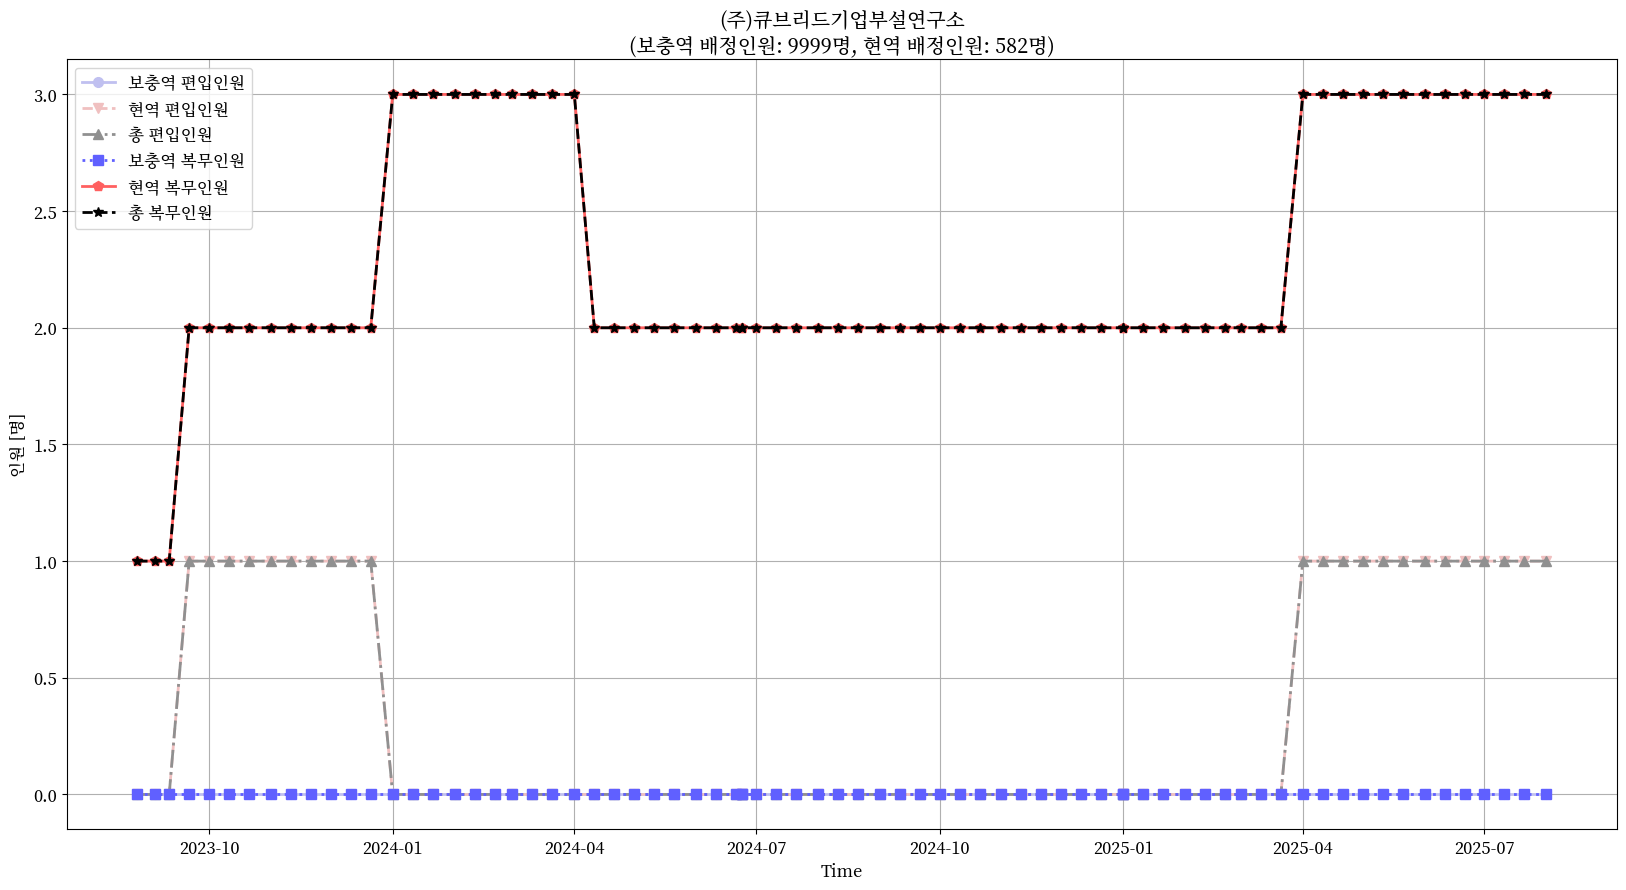 (주)큐브리드기업부설연구소
(보충역 배정인원: 9999명, 현역 배정인원: 582명)
보충역 편입인원
현역 편입인원
총 편입인원
보충역 복무인원
현역 복무인원
총 복무인원
3.0
2.5
2.0
1.5
1.0
0.5
0.0
인원 [명]
2023-10
2024-01
2024-04
2024-07
2024-10
2025-01
2025-04
2025-07
Time